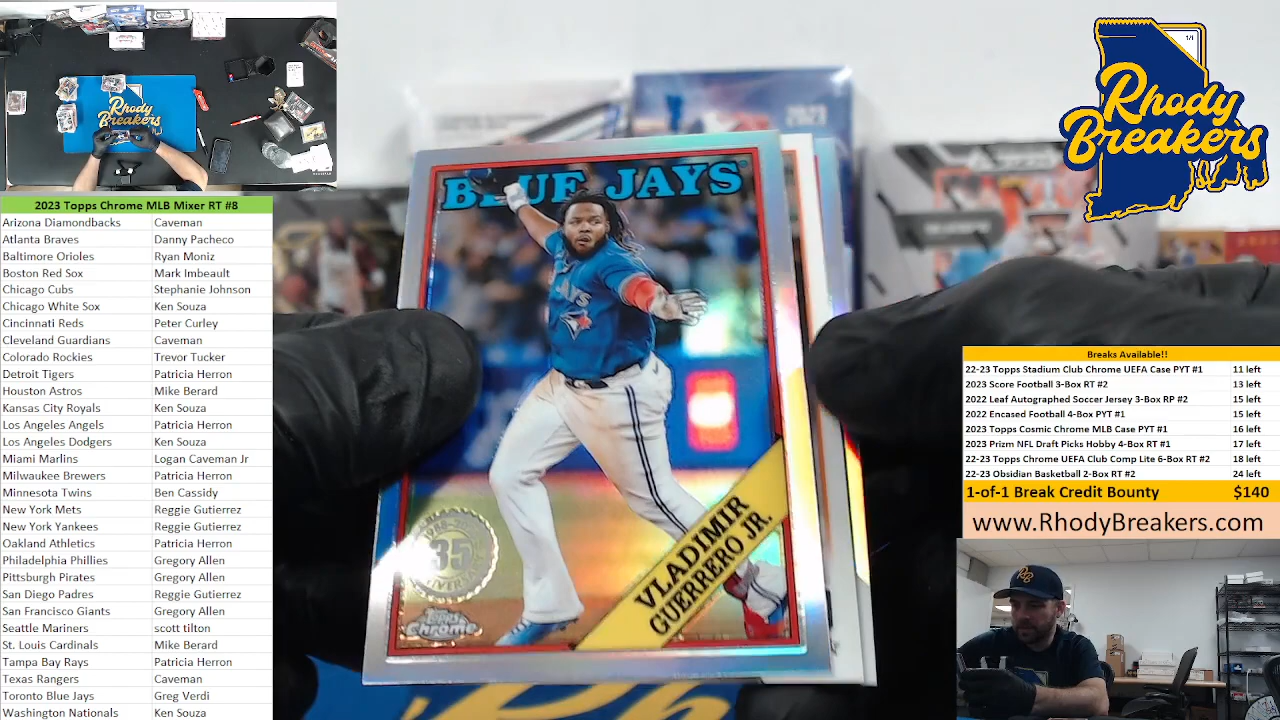 2023 Topps Chrome MLB Mixer RT #8
Arizona Diamondbacks Caveman
Atlanta Braves Danny Pacheco
Baltimore Orioles Ryan Moniz
Boston Red Sox Mark Imbeault
Chicago Cubs Stephanie Johnson
Chicago White Sox Ken Souza
Cincinnati Reds Peter Curley
Cleveland Guardians Caveman
Colorado Rockies Trevor Tucker
Detroit Tigers Patricia Herron
Houston Astros Mike Berard
Kansas City Royals Ken Souza
Los Angeles Angels Patricia Herron
Los Angeles Dodgers Ken Souza
Miami Marlins Logan Caveman Jr
Milwaukee Brewers Patricia Herron
Minnesota Twins Ben Cassidy
New York Mets Reggie Gutierrez
New York Yankees Reggie Gutierrez
Oakland Athletics Patricia Herron
Philadelphia Phillies Gregory Allen
Pittsburgh Pirates Gregory Allen
San Diego Padres Reggie Gutierrez
San Francisco Giants Gregory Allen
Seattle Mariners scott tilton
St. Louis Cardinals Mike Berard
Tampa Bay Rays Patricia Herron
Texas Rangers Caveman
Toronto Blue Jays Greg Verdi
Washington Nationals Ken Souza
Rhody
Breakers
2023
BLUE JAYS
JAYS
35
VLADIMIR
GUERRERO JR.
Topps
Chrome
1/1
Rhody
Breakers
Breaks Available!!
22-23 Topps Stadium Club Chrome UEFA Case PYT #1 11 left
2023 Score Football 3-Box RT #2 13 left
2022 Leaf Autographed Soccer Jersey 3-Box RP #2 15 left
2022 Encased Football 4-Box PYT #1 15 left
2023 Topps Cosmic Chrome MLB Case PYT #1 16 left
2023 Prizm NFL Draft Picks Hobby 4-Box RT #1 17 left
22-23 Topps Chrome UEFA Club Comp Lite 6-Box RT #2 18 left
22-23 Obsidian Basketball 2-Box RT #2 24 left
1-of-1 Break Credit Bounty $140
www.RhodyBreakers.com
RB